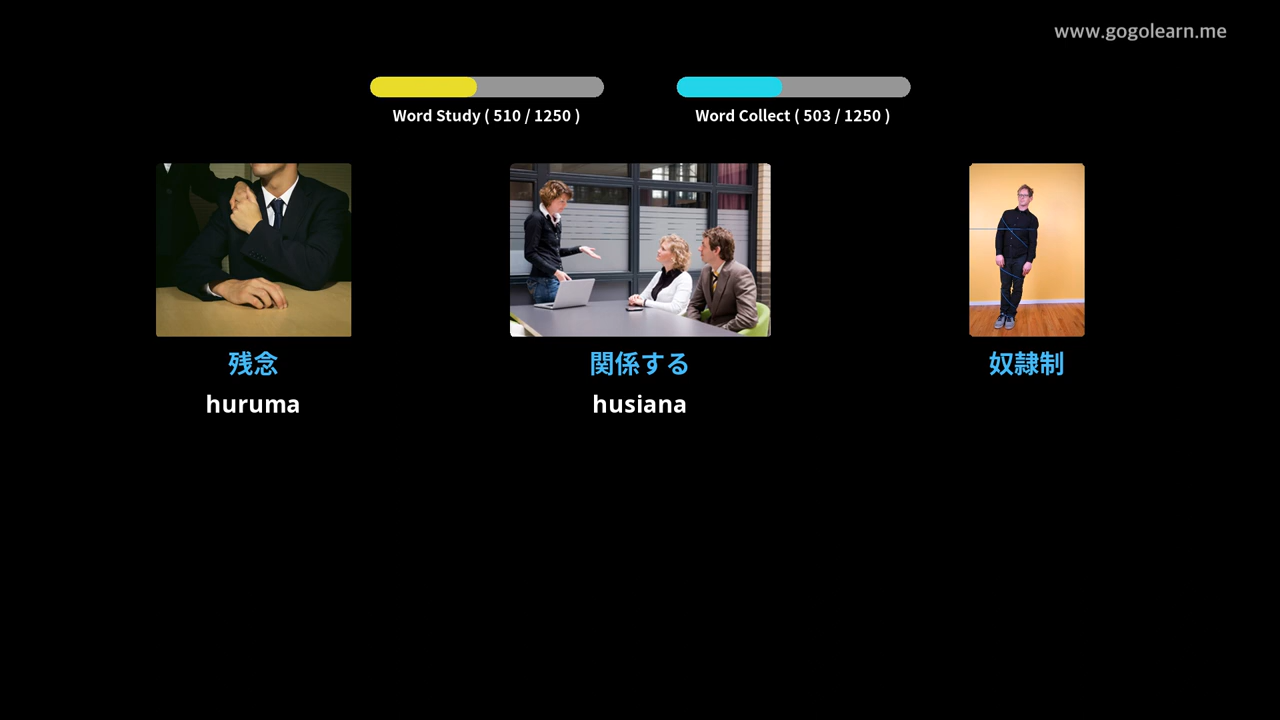 www.gogolearn.me
Word Study ( 510 / 1250 )
Word Collect ( 503 / 1250 )
残念
関係する
奴隷制
huruma
husiana